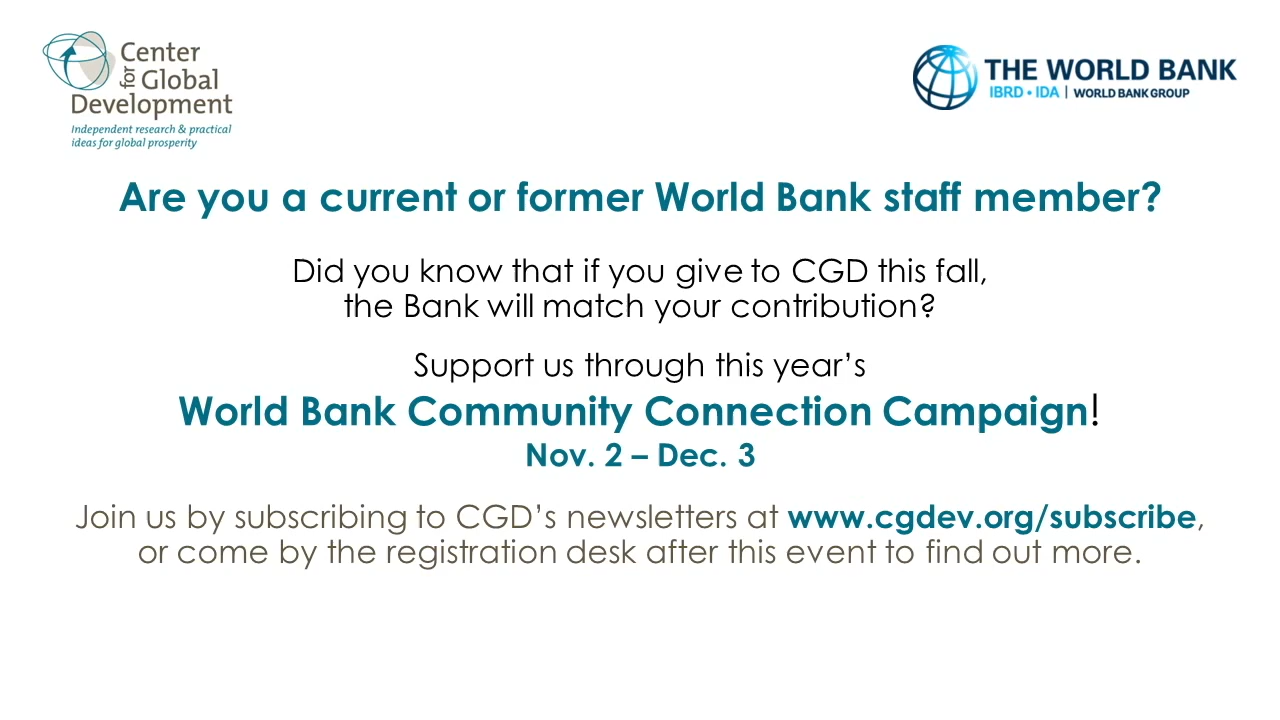 Center
for Global
Development
Independent research & practical
ideas for global prosperity
THE WORLD BANK
IBRD • IDA | WORLD BANK GROUP
Are you a current or former World Bank staff member?
Did you know that if you give to CGD this fall,
the Bank will match your contribution?
Support us through this year’s
World Bank Community Connection Campaign!
Nov. 2 – Dec. 3
Join us by subscribing to CGD’s newsletters at www.cgdev.org/subscribe,
or come by the registration desk after this event to find out more.